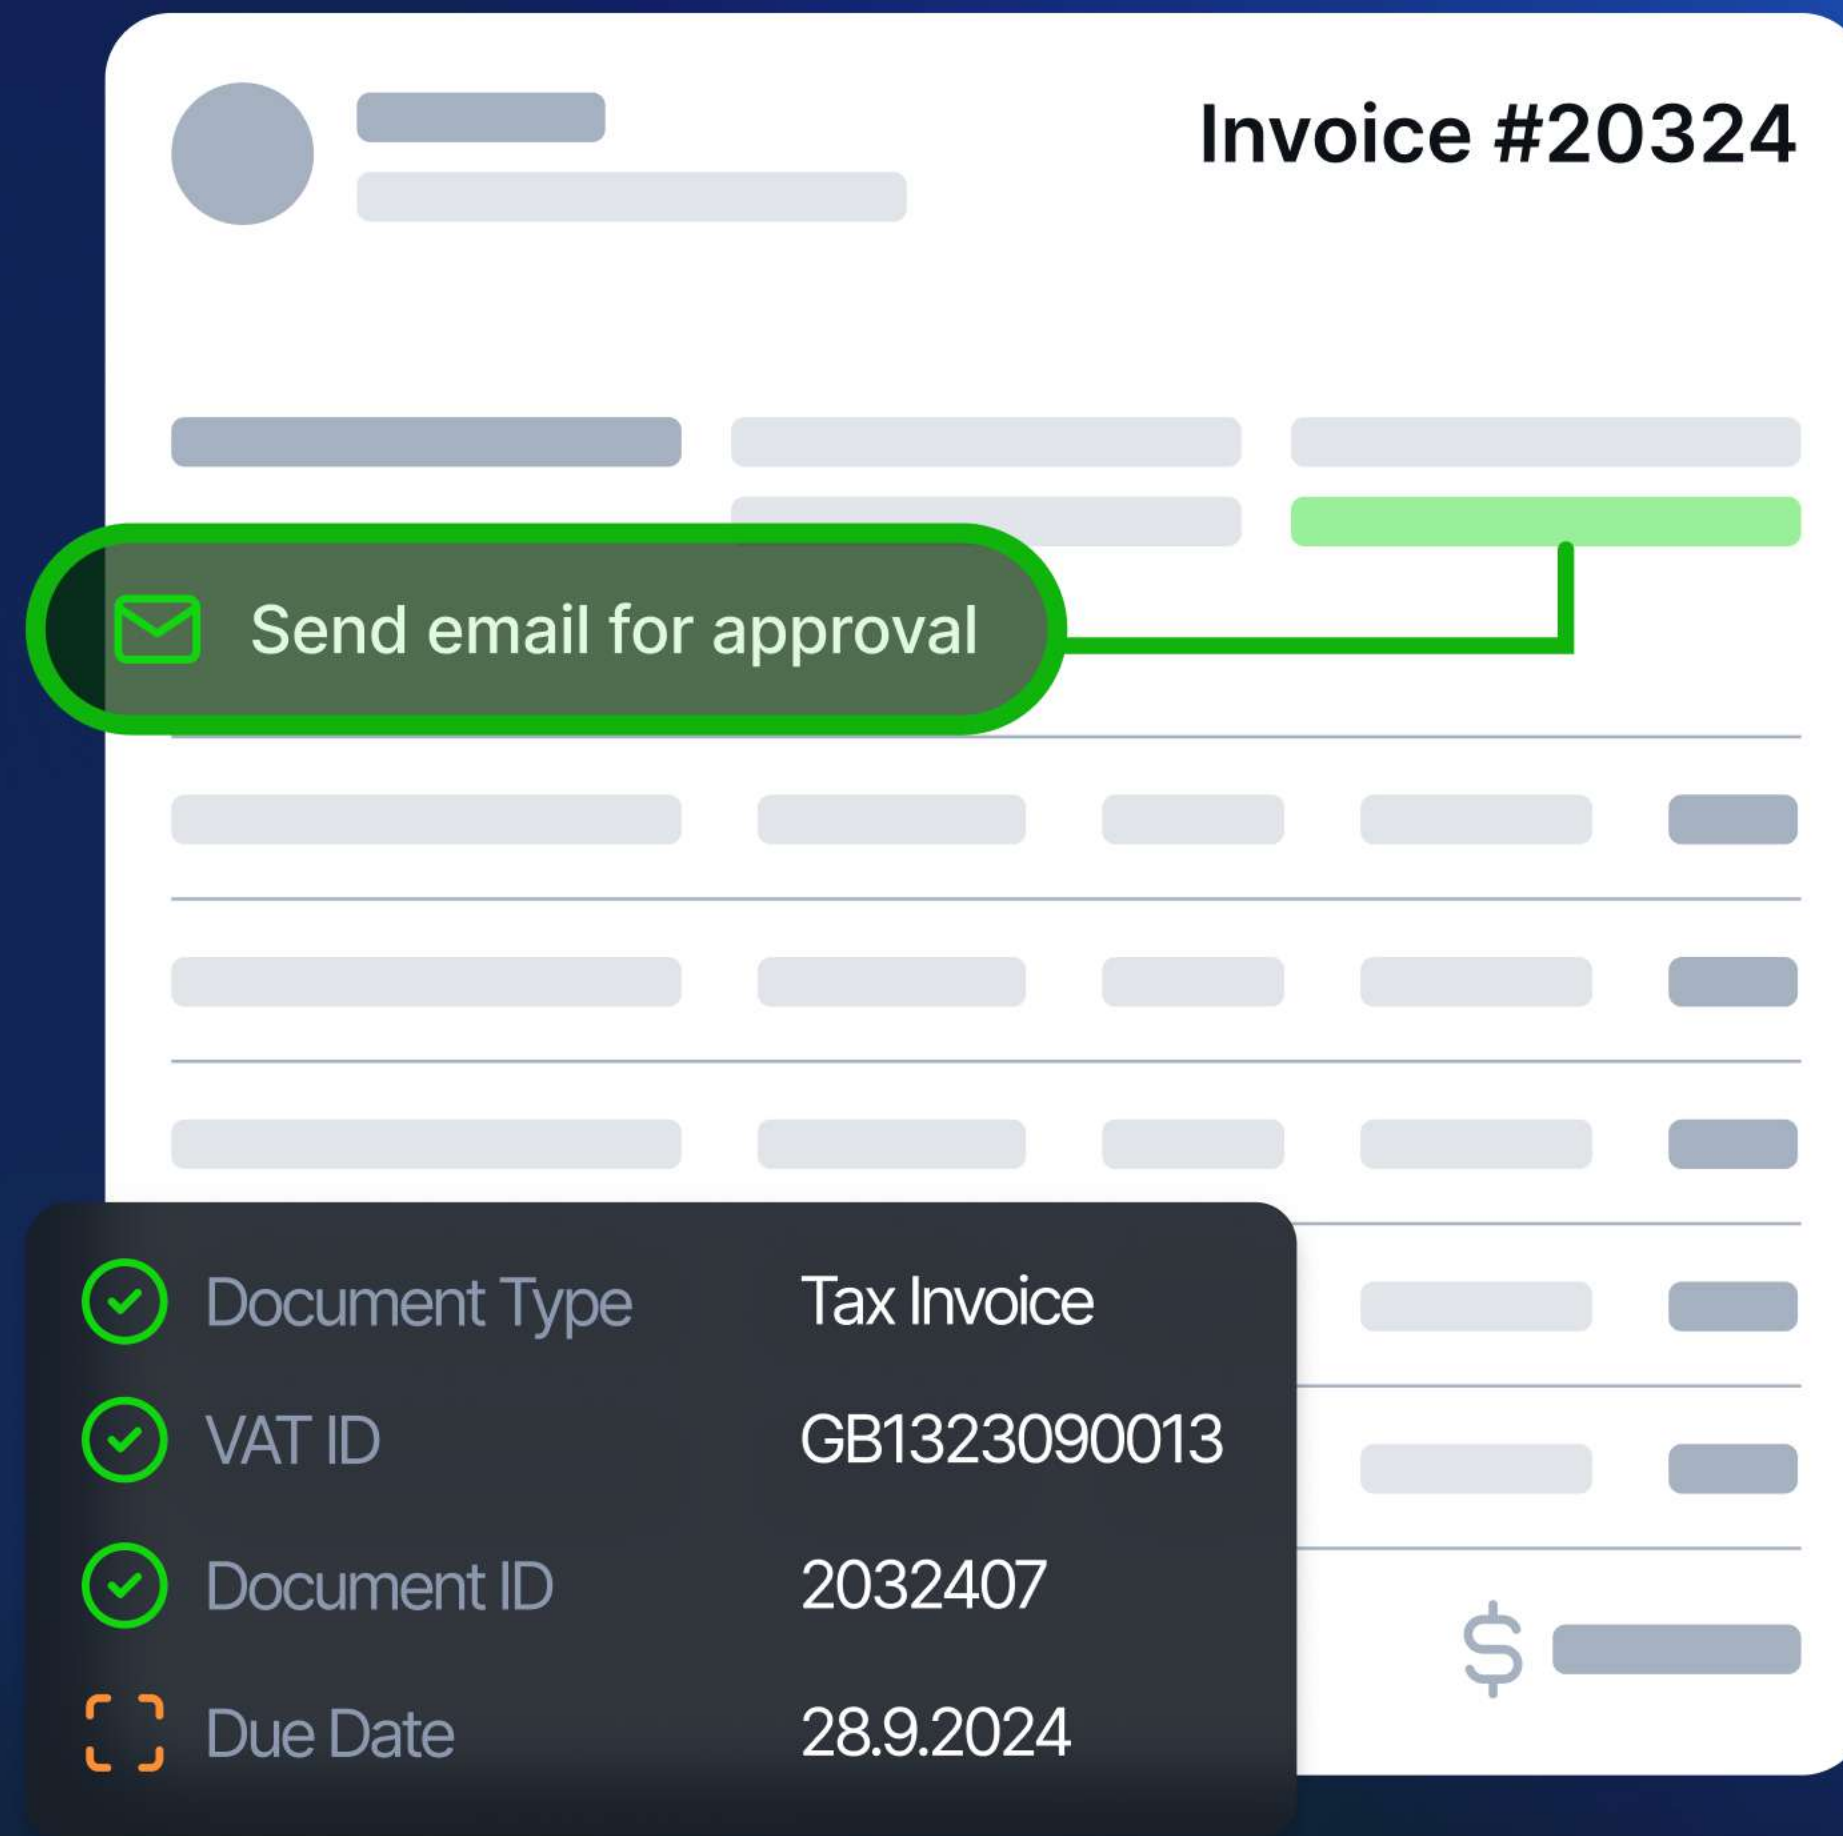 Invoice #20324
Send email for approval
Document Type Tax Invoice
VAT ID GB1323090013
Document ID 2032407
Due Date 28.9.2024
$